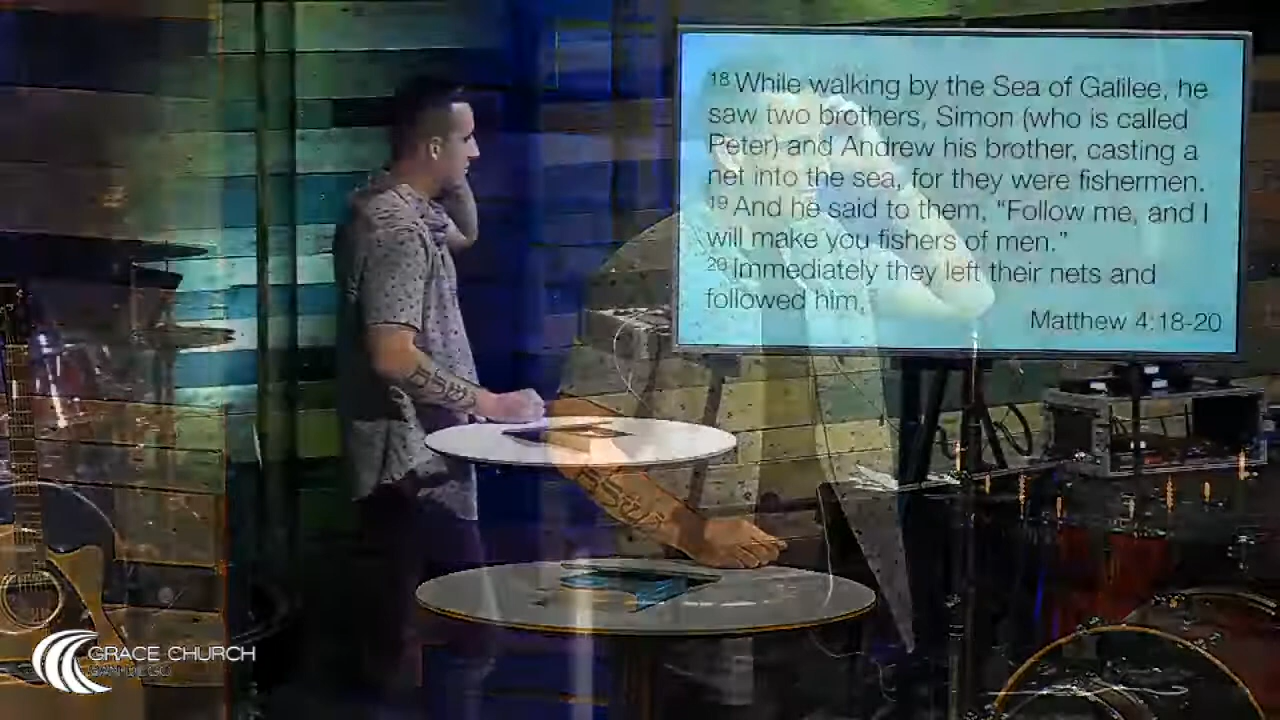 18 While walking by the Sea of Galilee, he
saw two brothers, Simon (who is called
Peter) and Andrew his brother, casting a
net into the sea, for they were fishermen.
19 And he said to them, “Follow me, and I
will make you fishers of men.”
20 Immediately they left their nets and
followed him,
Matthew 4:18-20
GRACE CHURCH
SAN DIEGO